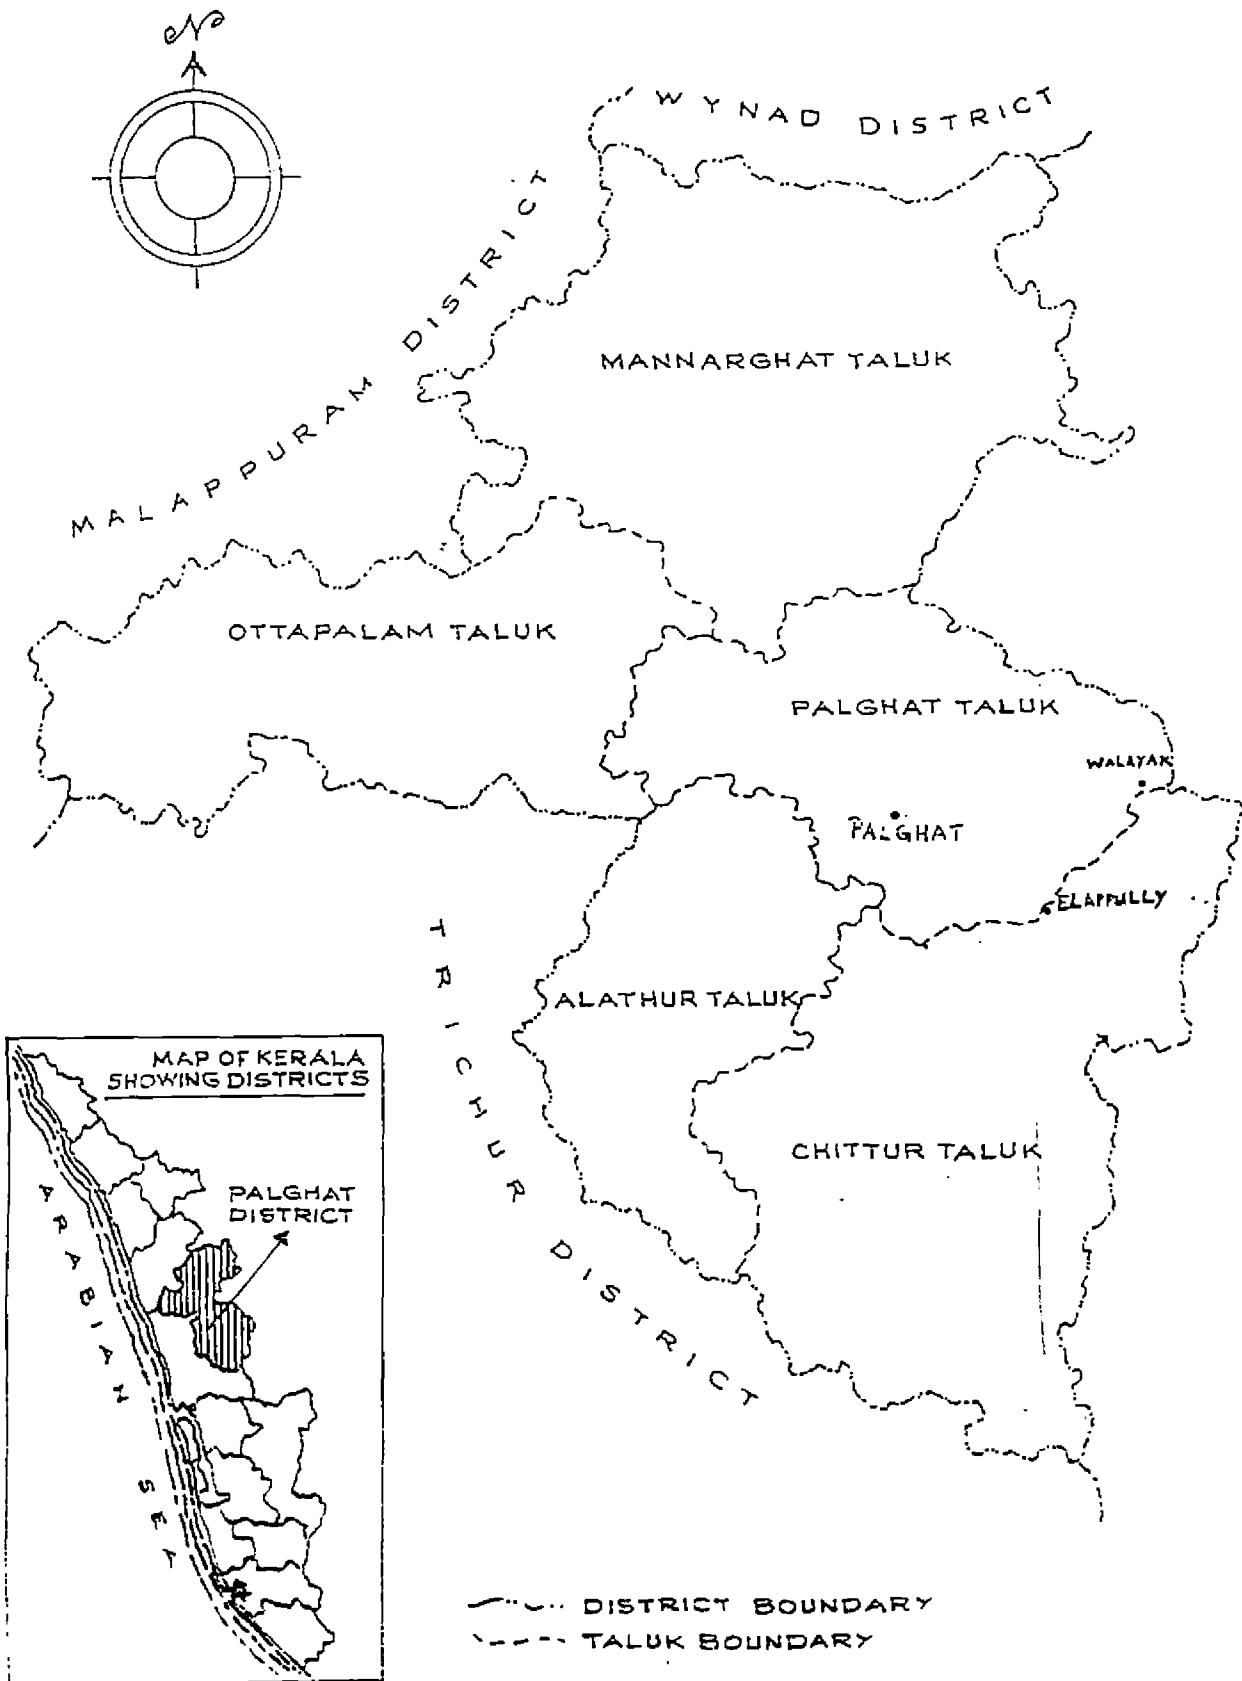 N
WYNAD DISTRICT
MALAPPURAM DISTRICT
MANNARGHAT TALUK
OTTAPALAM TALUK
PALGHAT TALUK
WALAYAR
PALGHAT
ELAPPULLY
ALATHUR TALUK
TRICHUR DISTRICT
CHITTUR TALUK
MAP OF KERALA
SHOWING DISTRICTS
PALGHAT
DISTRICT
ARABIAN SEA
DISTRICT BOUNDARY
TALUK BOUNDARY